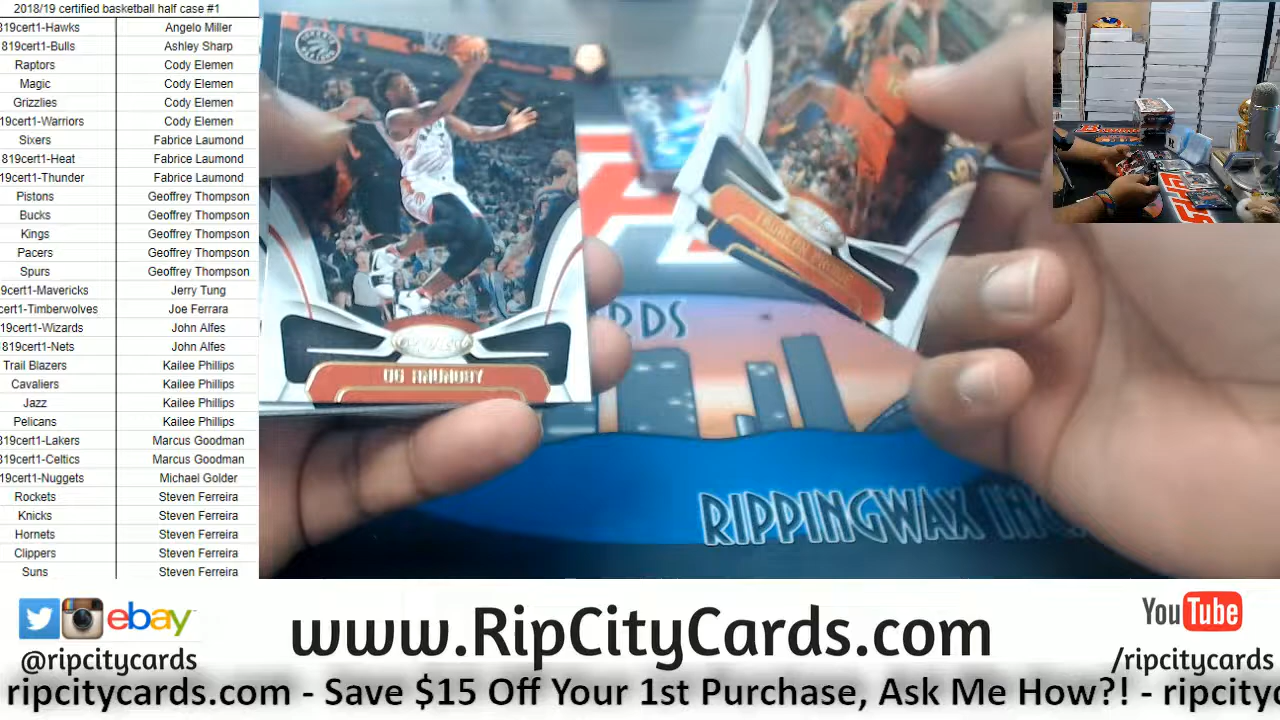 2018/19 certified basketball half case #1
819cert1-Hawks Angelo Miller
819cert1-Bulls Ashley Sharp
Raptors Cody Elemen
Magic Cody Elemen
Grizzlies Cody Elemen
19cert1-Warriors Cody Elemen
Sixers Fabrice Laumond
819cert1-Heat Fabrice Laumond
19cert1-Thunder Fabrice Laumond
Pistons Geoffrey Thompson
Bucks Geoffrey Thompson
Kings Geoffrey Thompson
Pacers Geoffrey Thompson
Spurs Geoffrey Thompson
9cert1-Mavericks Jerry Tung
cert1-Timberwolves Joe Ferrara
19cert1-Wizards John Alfes
819cert1-Nets John Alfes
Trail Blazers Kailee Phillips
Cavaliers Kailee Phillips
Jazz Kailee Phillips
Pelicans Kailee Phillips
819cert1-Lakers Marcus Goodman
819cert1-Celtics Marcus Goodman
19cert1-Nuggets Michael Golder
Rockets Steven Ferreira
Knicks Steven Ferreira
Hornets Steven Ferreira
Clippers Steven Ferreira
Suns Steven Ferreira
OG ANUNOBY
RDS
RIPPINGWAX
ebay
@ripcitycards
www.RipCityCards.com
YouTube
/ripcitycards
ripcitycards.com - Save $15 Off Your 1st Purchase, Ask Me How?! - ripcity